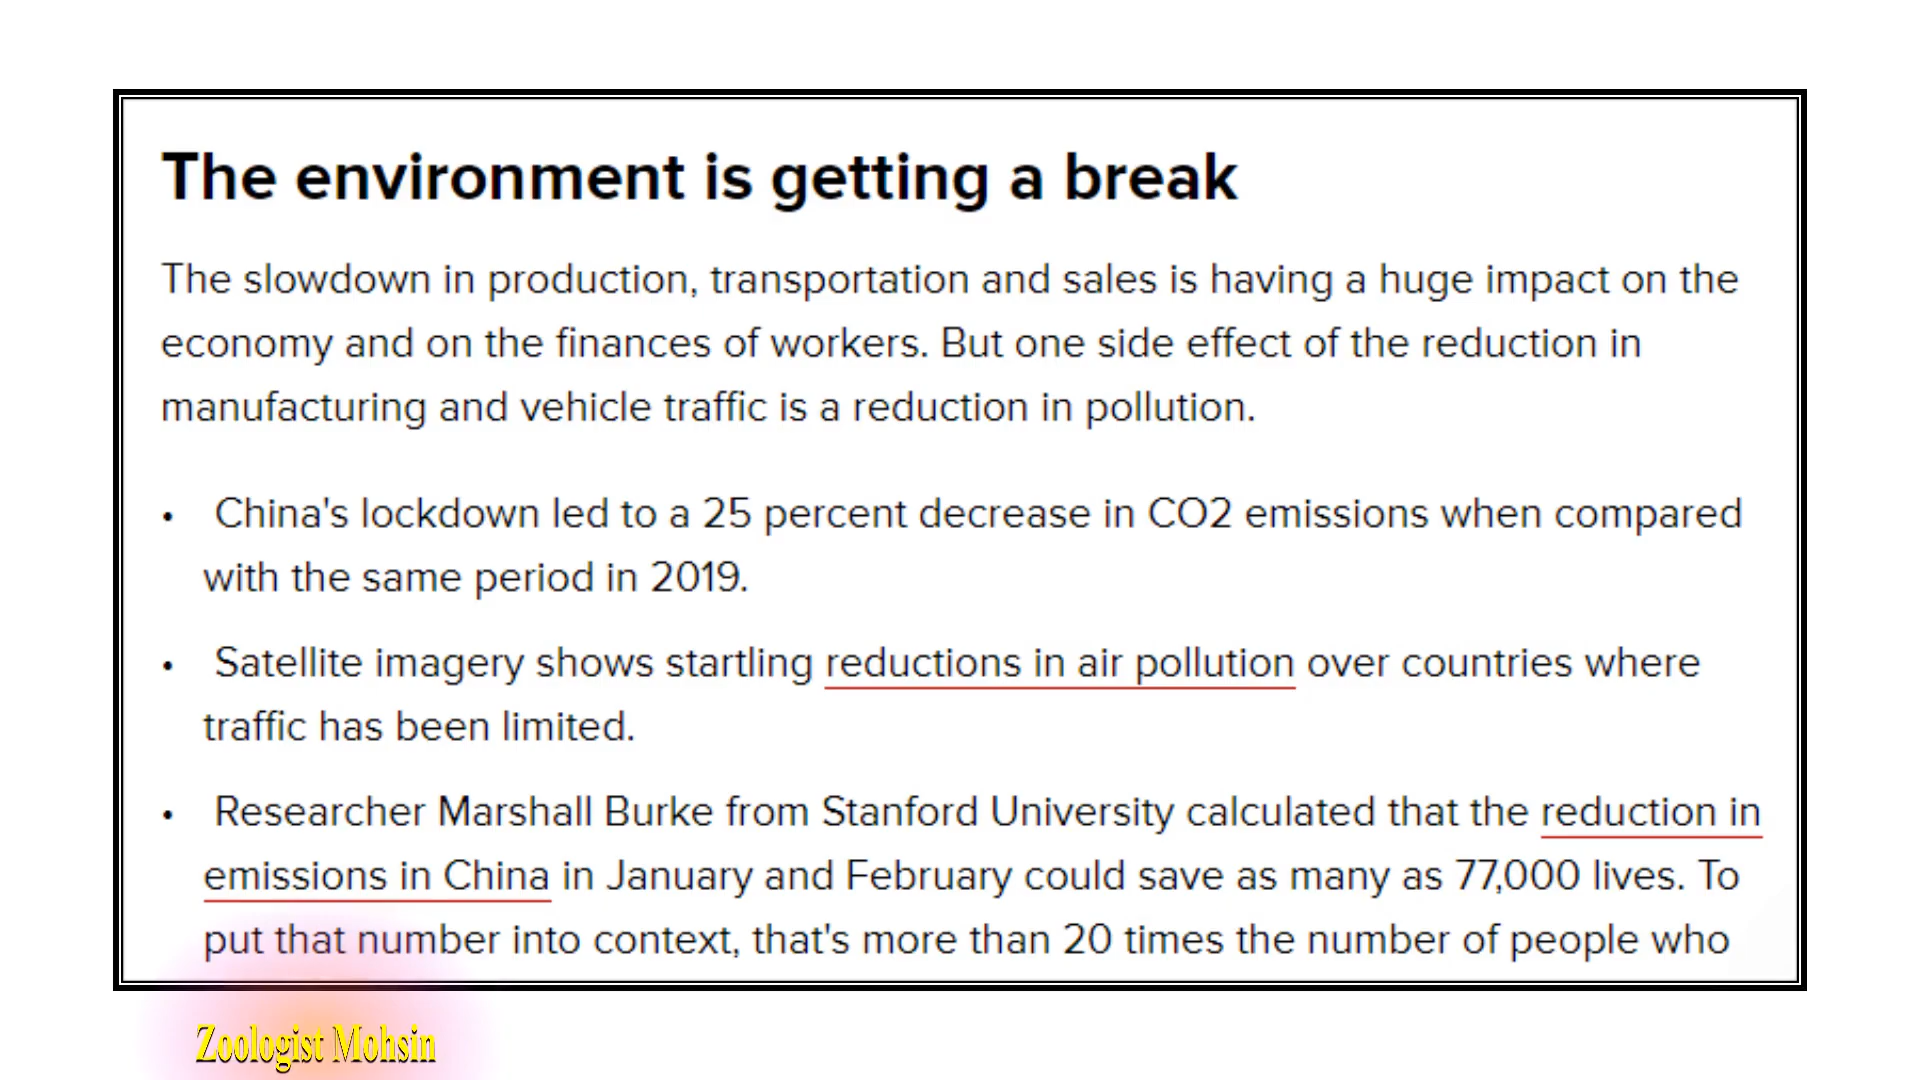 The environment is getting a break
The slowdown in production, transportation and sales is having a huge impact on the
economy and on the finances of workers. But one side effect of the reduction in
manufacturing and vehicle traffic is a reduction in pollution.
• China's lockdown led to a 25 percent decrease in CO2 emissions when compared
with the same period in 2019.
• Satellite imagery shows startling reductions in air pollution over countries where
traffic has been limited.
• Researcher Marshall Burke from Stanford University calculated that the reduction in
emissions in China in January and February could save as many as 77,000 lives. To
put that number into context, that's more than 20 times the number of people who
Zoologist Mohsin